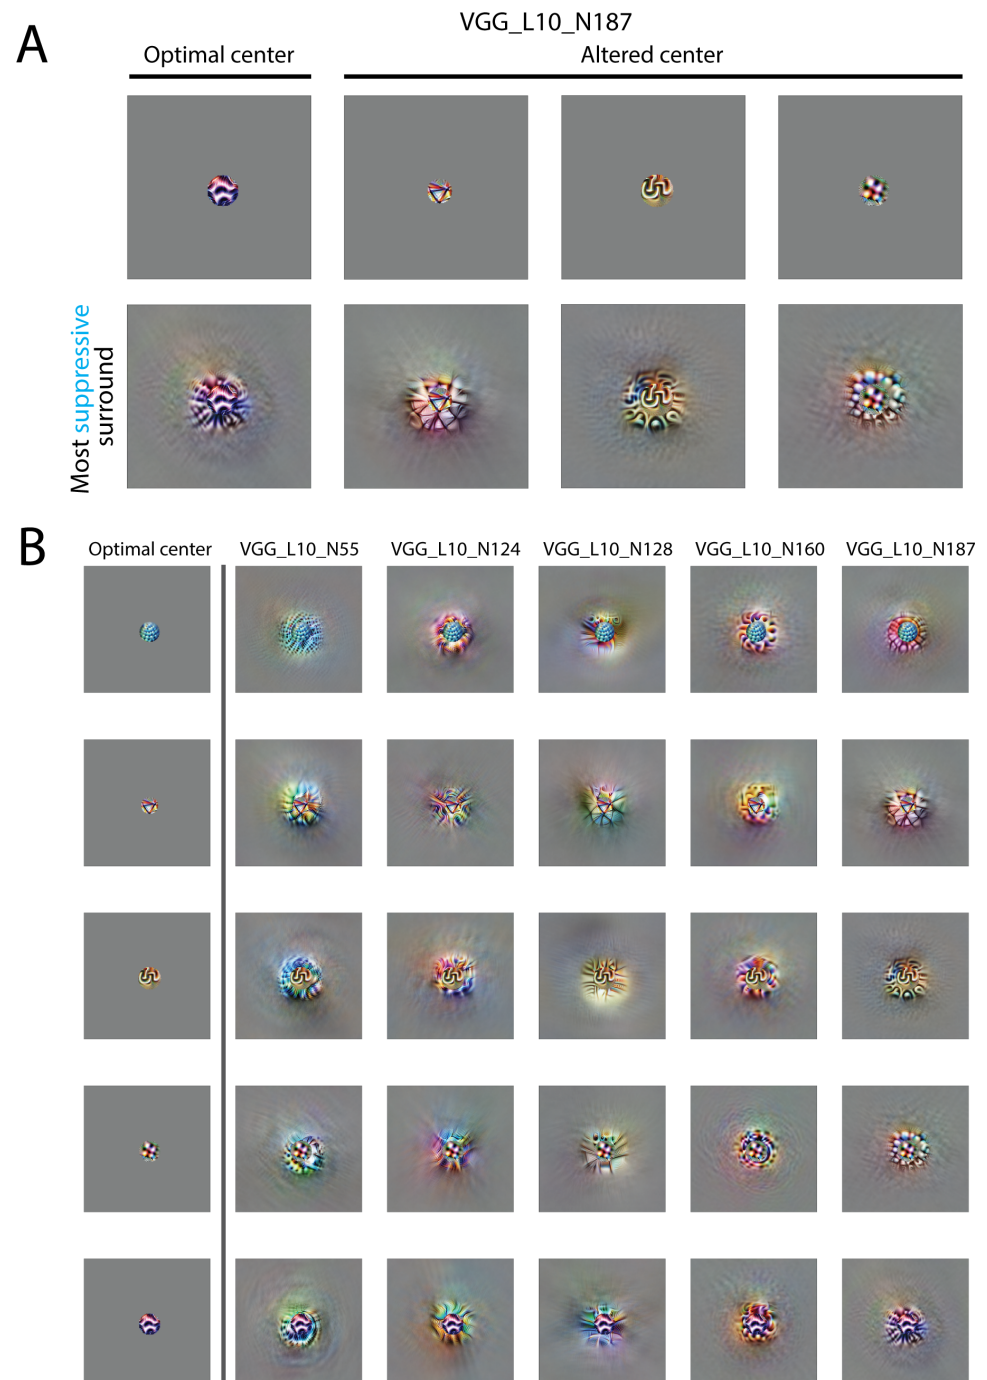 A
VGG_L10_N187
Optimal center
Altered center
Most suppressive
surround
B
Optimal center
VGG_L10_N55
VGG_L10_N124
VGG_L10_N128
VGG_L10_N160
VGG_L10_N187